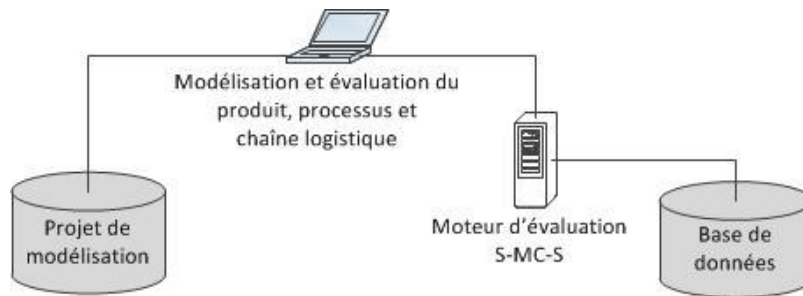 Modélisation et évaluation du
produit, processus et
chaîne logistique
Projet de
modélisation
Moteur d'évaluation
S-MC-S
Base de
données